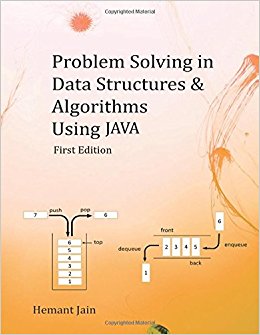 Problem Solving in
Data Structures &
Algorithms
Using JAVA
First Edition
push
pop
7
6
6
top
5
4
3
2
1
6
front
dequeue
2 3 4 5
enqueue
back
1
Hemant Jain